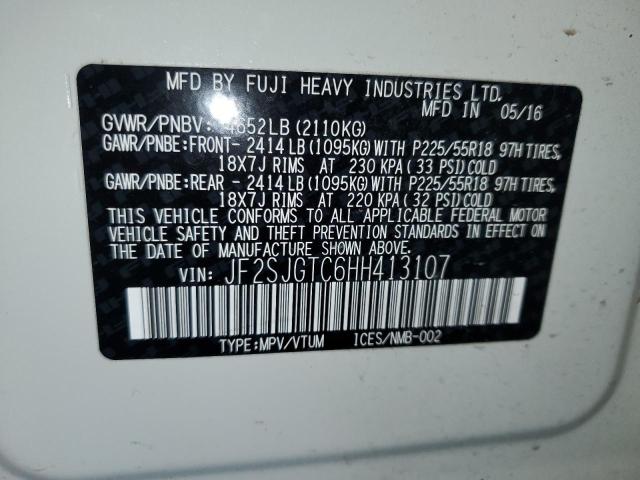 MFD BY FUJI HEAVY INDUSTRIES LTD.
MFD IN 05/16
GVWR/PNBV: 4652LB (2110KG)
GAWR/PNBE:FRONT- 2414 LB (1095KG) WITH P225/55R18 97H TIRES,
18X7J RIMS AT 230 KPA (33 PSI) COLD
GAWR/PNBE:REAR - 2414 LB (1095KG) WITH P225/55R18 97H TIRES,
18X7J RIMS AT 220 KPA (32 PSI) COLD
THIS VEHICLE CONFORMS TO ALL APPLICABLE FEDERAL MOTOR
VEHICLE SAFETY AND THEFT PREVENTION STANDARDS IN EFFECT ON
THE DATE OF MANUFACTURE SHOWN ABOVE.
VIN: JF2SJGTC6HH413107
TYPE:MPV/VTUM ICES/NMB-002